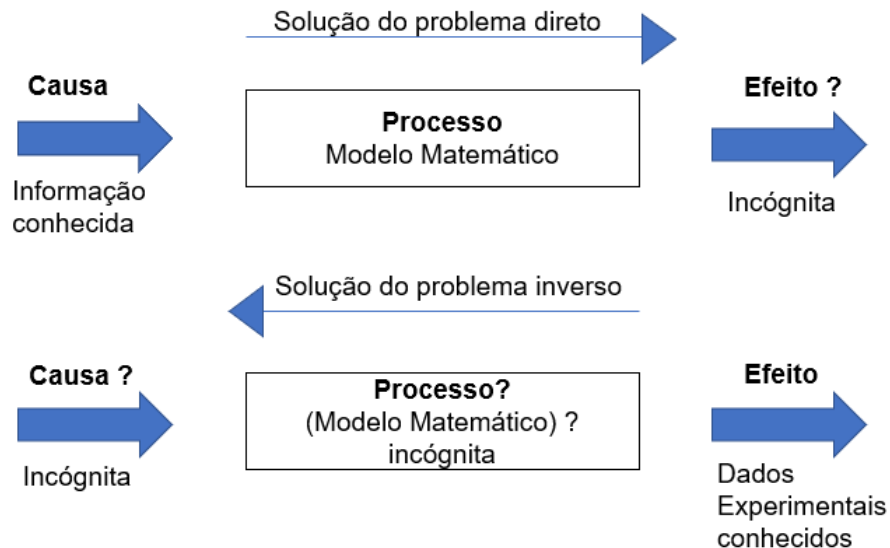 Solução do problema direto
Causa
Processo
Modelo Matemático
Efeito ?
Informação
conhecida
Incógnita
Solução do problema inverso
Causa ?
Processo?
(Modelo Matemático) ?
incógnita
Efeito
Incógnita
Dados
Experimentais
conhecidos